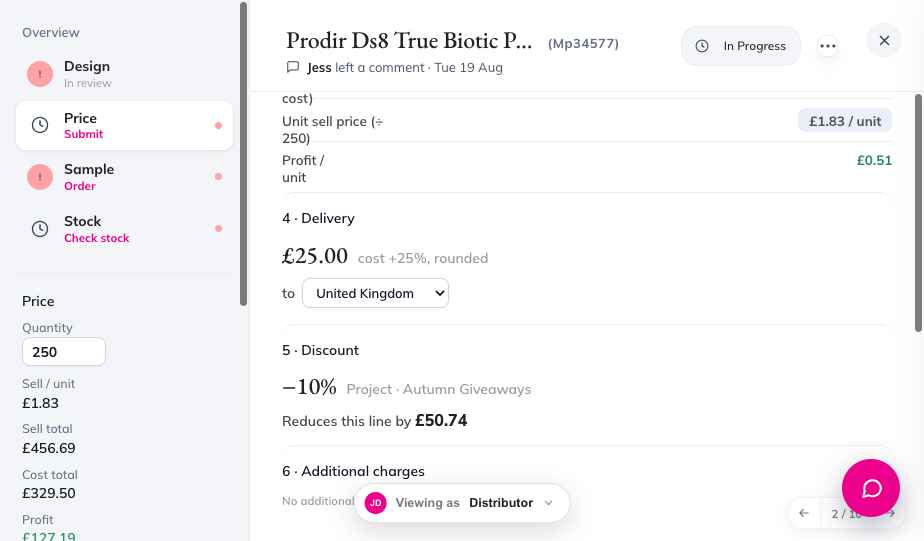 Overview
Design
In review
Price
Submit
Sample
Order
Stock
Check stock
Price
Quantity
250
Sell / unit
£1.83
Sell total
£456.69
Cost total
£329.50
Profit
£127.19
Prodir Ds8 True Biotic P... (Mp34577)
Jess left a comment · Tue 19 Aug
In Progress
cost)
Unit sell price (÷
250)
£1.83 / unit
Profit /
unit
£0.51
4 · Delivery
£25.00 cost +25%, rounded
to United Kingdom
5 · Discount
−10% Project · Autumn Giveaways
Reduces this line by £50.74
6 · Additional charges
No additional
JD Viewing as Distributor
2 /